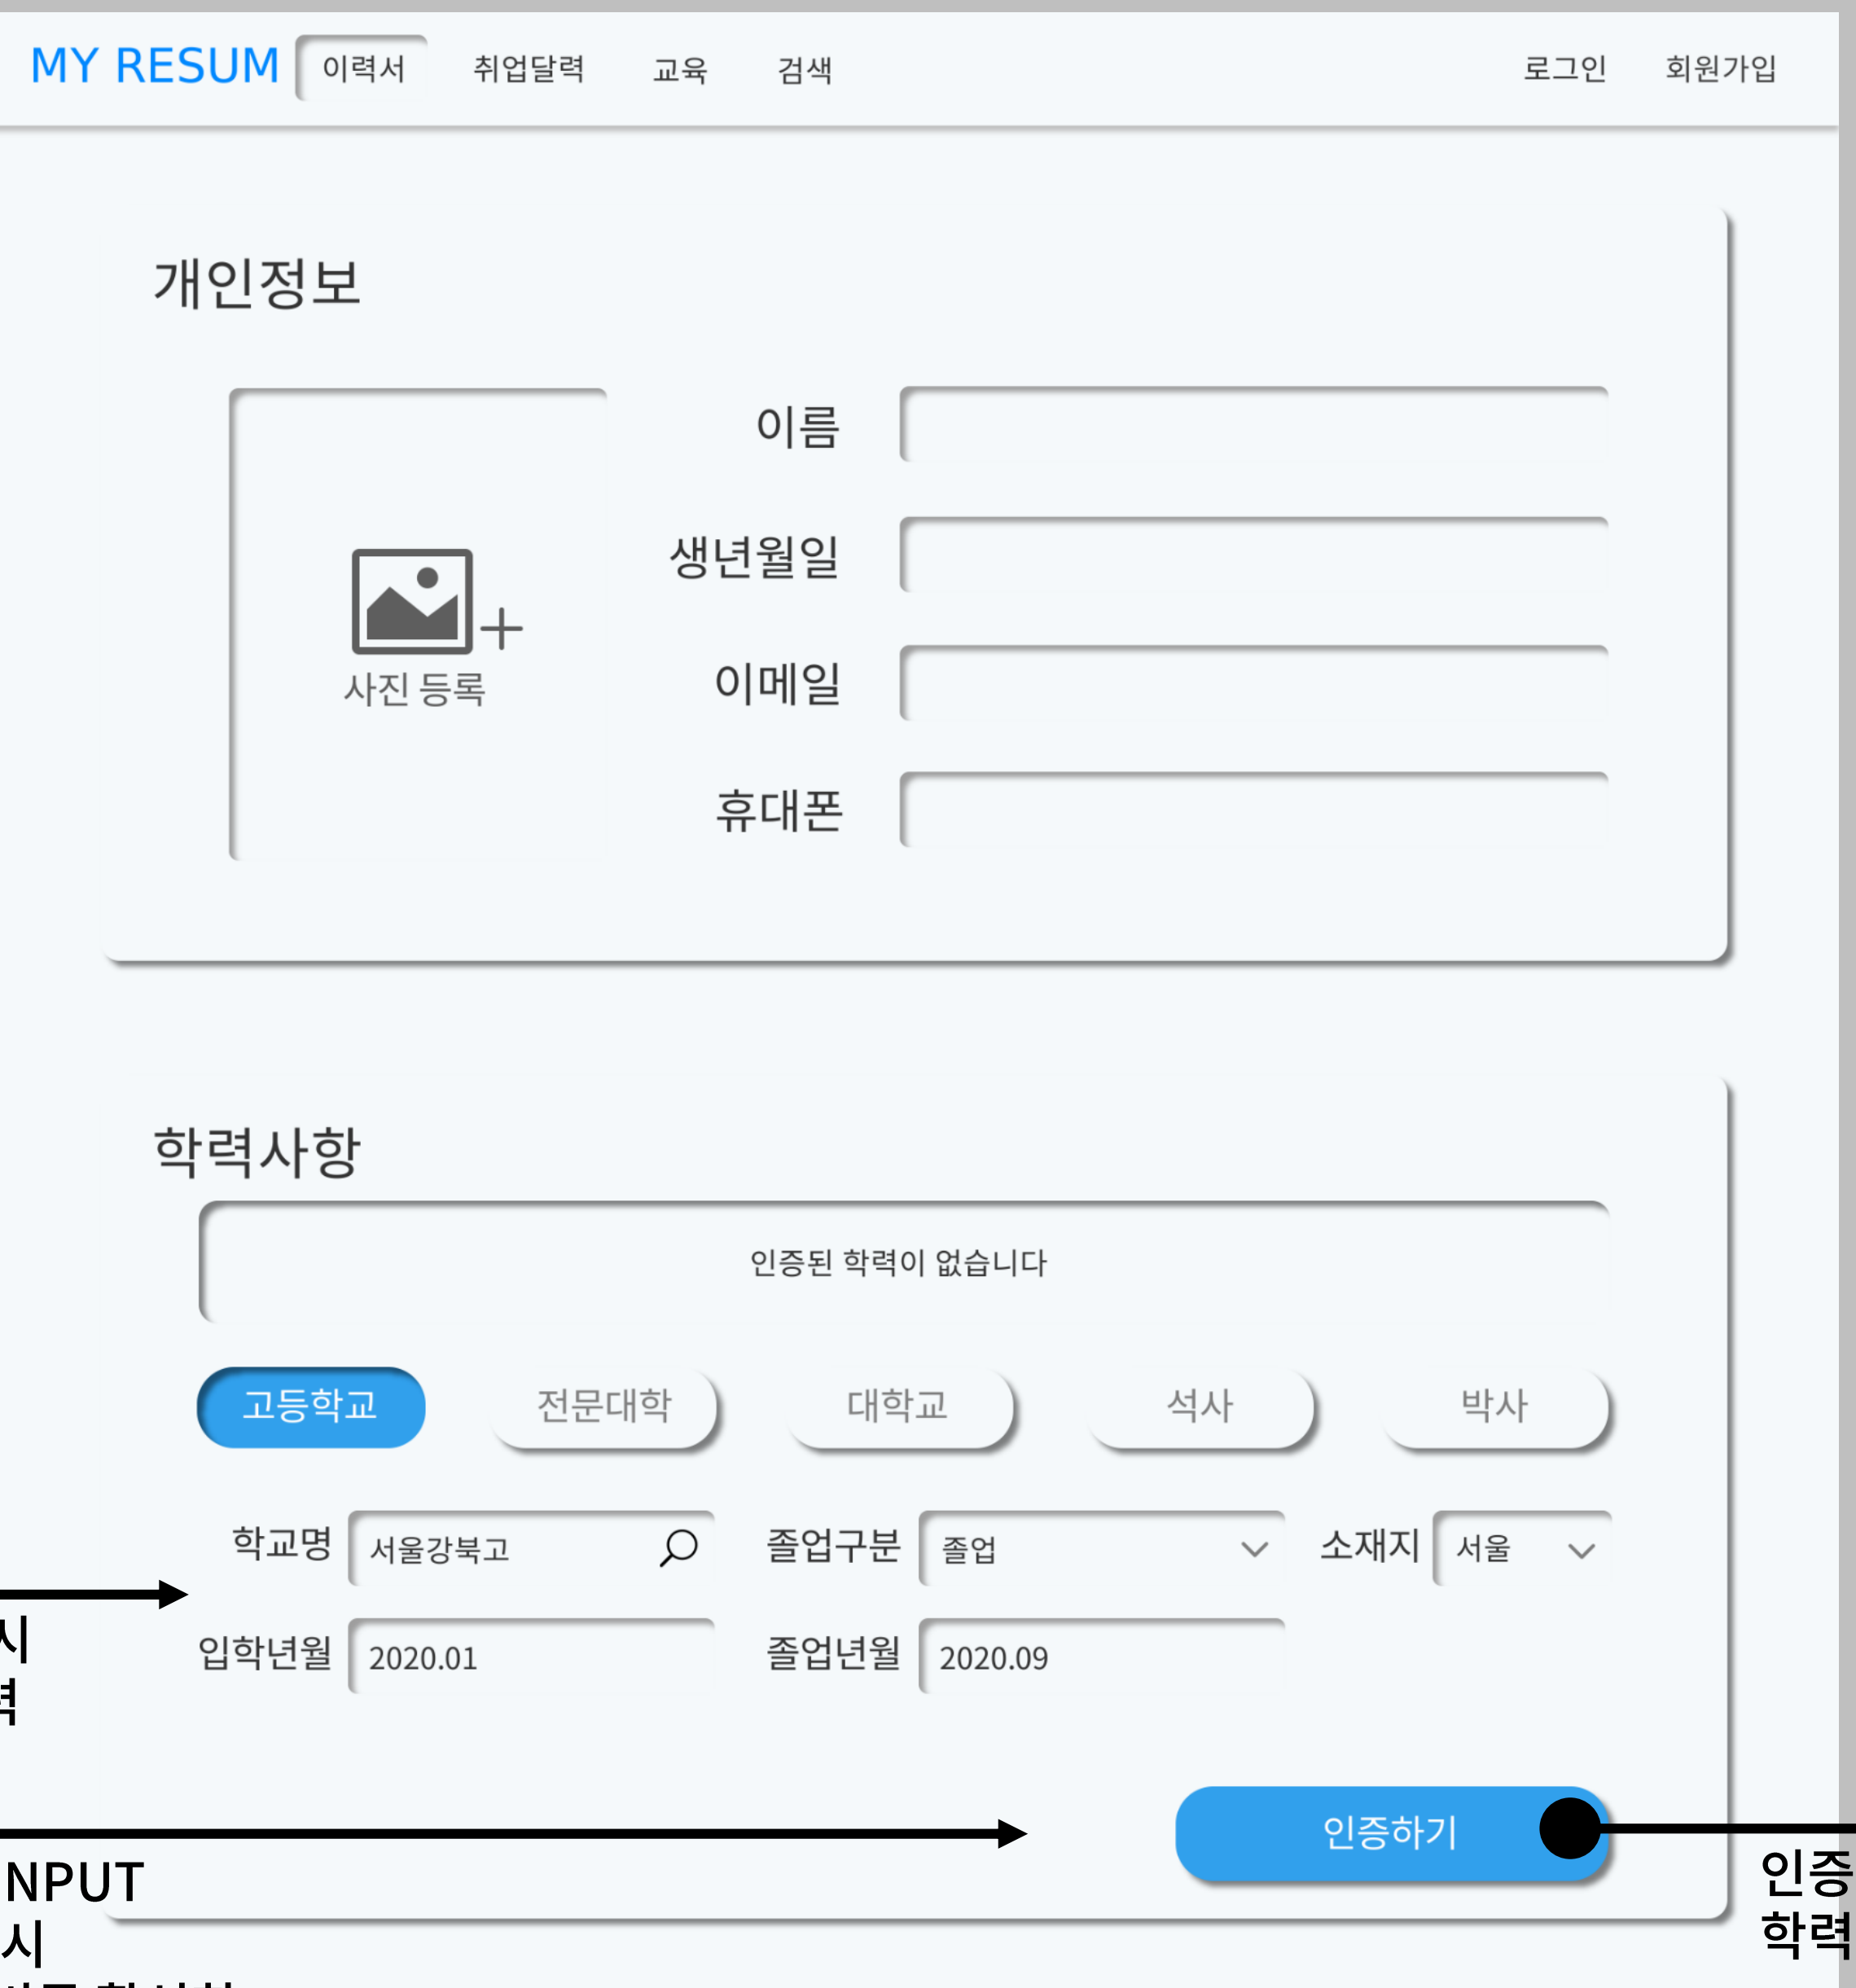 MY RESUM 이력서 취업달력 교육 검색 로그인 회원가입
개인정보
이름
생년월일
사진 등록
이메일
휴대폰
학력사항
인증된 학력이 없습니다
고등학교 전문대학 대학교 석사 박사
학교명 서울강북고 졸업구분 졸업 소재지 서울
시
입학년월 2020.01 졸업년월 2020.09
인증하기
NPUT
시
인증
학력